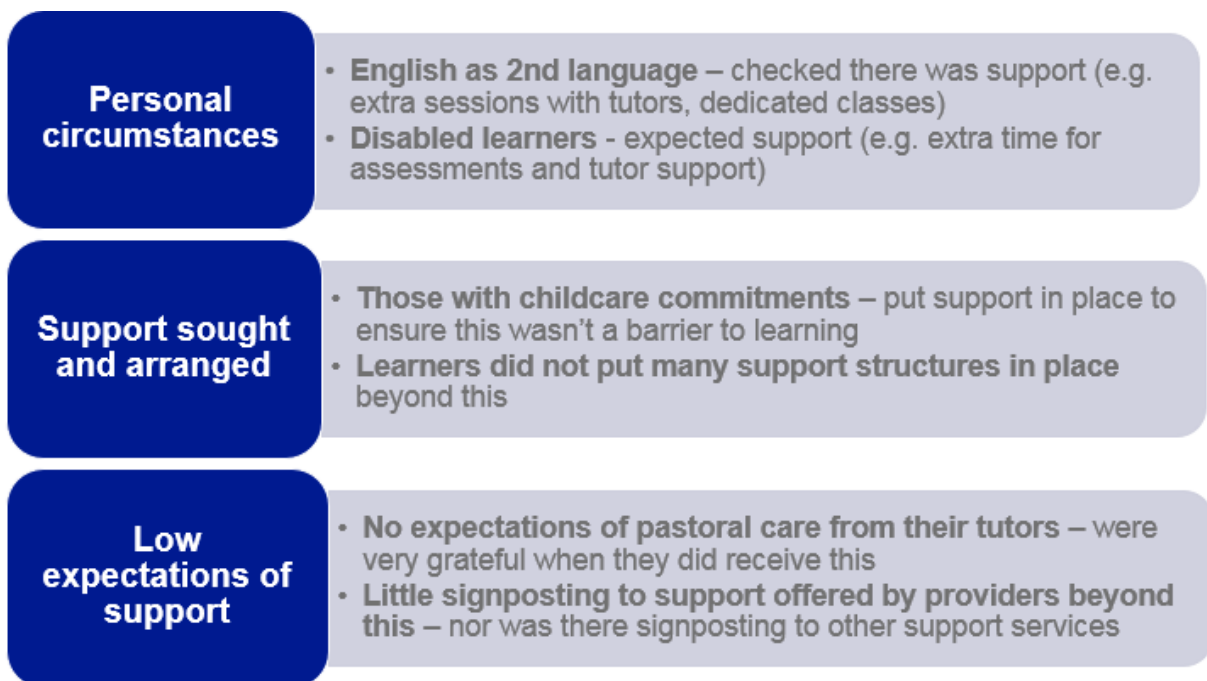 Personal
circumstances
• English as 2nd language – checked there was support (e.g.
extra sessions with tutors, dedicated classes)
• Disabled learners - expected support (e.g. extra time for
assessments and tutor support)
Support sought
and arranged
• Those with childcare commitments – put support in place to
ensure this wasn't a barrier to learning
• Learners did not put many support structures in place
beyond this
Low
expectations of
support
• No expectations of pastoral care from their tutors – were
very grateful when they did receive this
• Little signposting to support offered by providers beyond
this – nor was there signposting to other support services